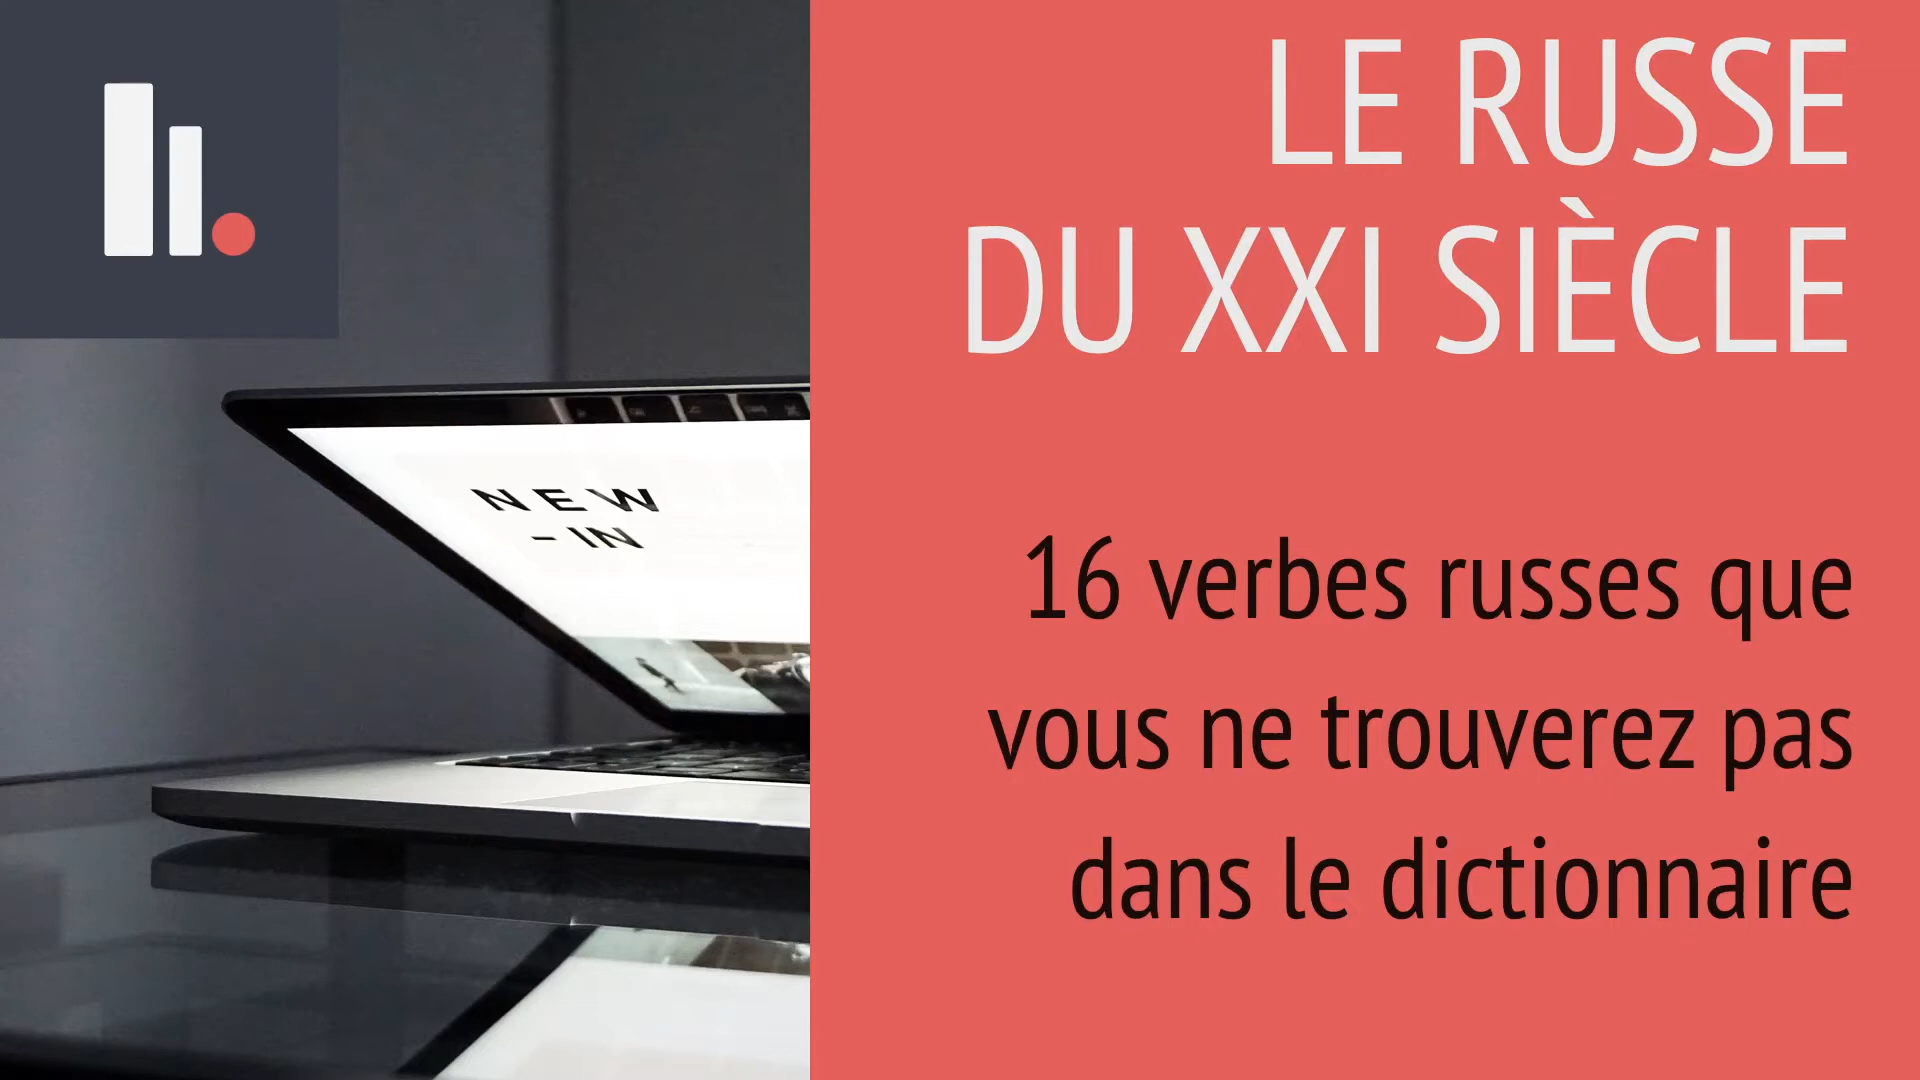 LE RUSSE
DU XXI SIÈCLE
NEW
- IN
16 verbes russes que
vous ne trouverez pas
dans le dictionnaire